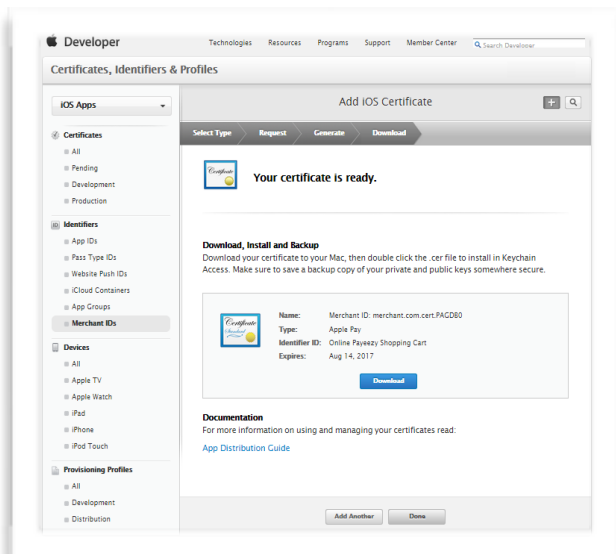 Developer
Technologies Resources Programs Support Member Center Search Developer
Certificates, Identifiers & Profiles
iOS Apps
Add iOS Certificate
Select Type Request Generate Download
Certificates
All
Pending
Development
Production
Identifiers
App IDs
Pass Type IDs
Website Push IDs
iCloud Containers
App Groups
Merchant IDs
Devices
All
Apple TV
Apple Watch
iPad
iPhone
iPod Touch
Provisioning Profiles
All
Development
Distribution
Certificate
Your certificate is ready.
Download, Install and Backup
Download your certificate to your Mac, then double click the .cer file to install in Keychain
Access. Make sure to save a backup copy of your private and public keys somewhere secure.
Certificate
Standard
Name: Merchant ID: merchant.com.cert.PAGDB0
Type: Apple Pay
Identifier ID: Online Payeezy Shopping Cart
Expires: Aug 14, 2017
Download
Documentation
For more information on using and managing your certificates read:
App Distribution Guide
Add Another Done